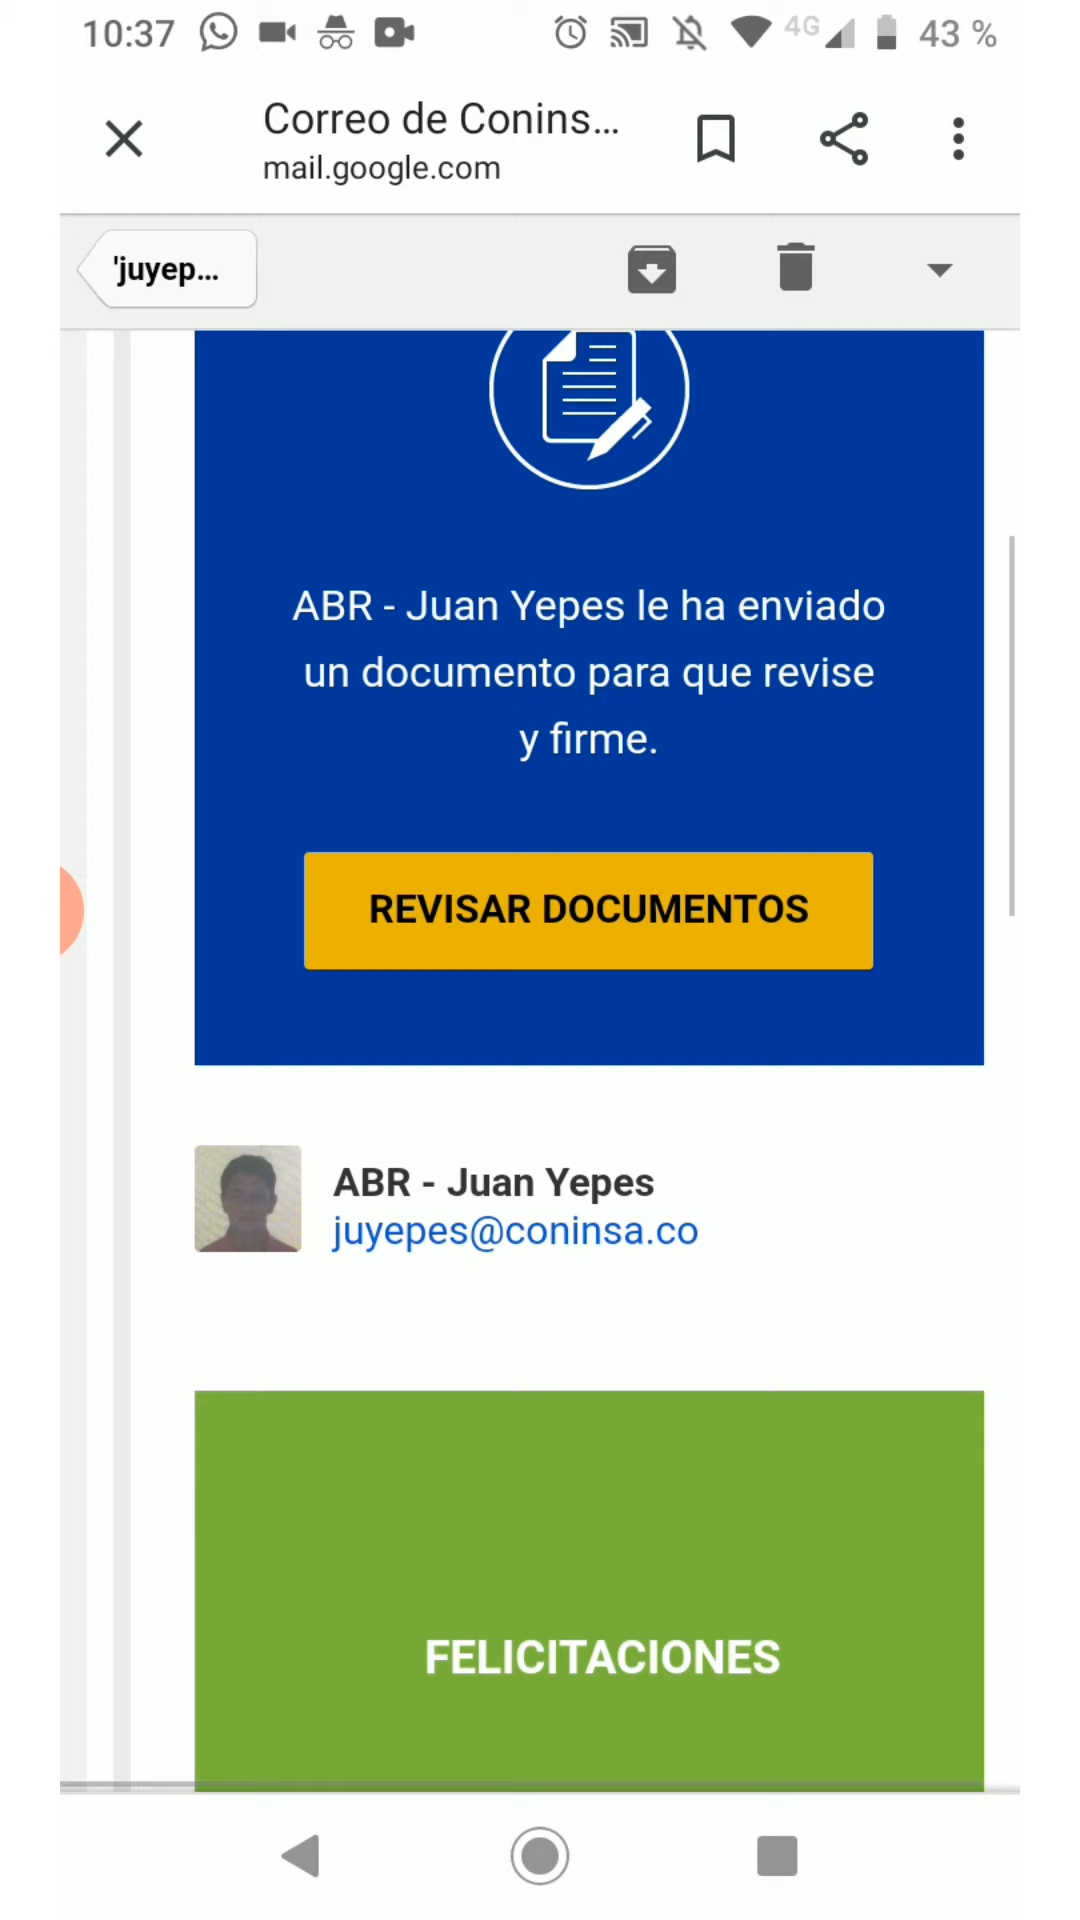 10:37
4G
43 %
Correo de Conins...
mail.google.com
'juyep...
ABR - Juan Yepes le ha enviado
un documento para que revise
y firme.
REVISAR DOCUMENTOS
ABR - Juan Yepes
juyepes@coninsa.co
FELICITACIONES